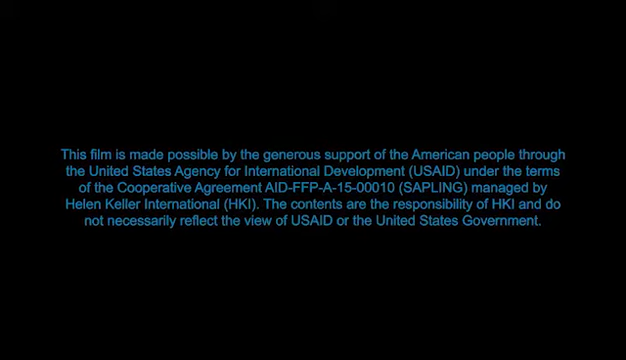 This film is made possible by the generous support of the American people through
the United States Agency for International Development (USAID) under the terms
of the Cooperative Agreement AID-FFP-A-15-00010 (SAPLING) managed by
Helen Keller International (HKI). The contents are the responsibility of HKI and do
not necessarily reflect the view of USAID or the United States Government.